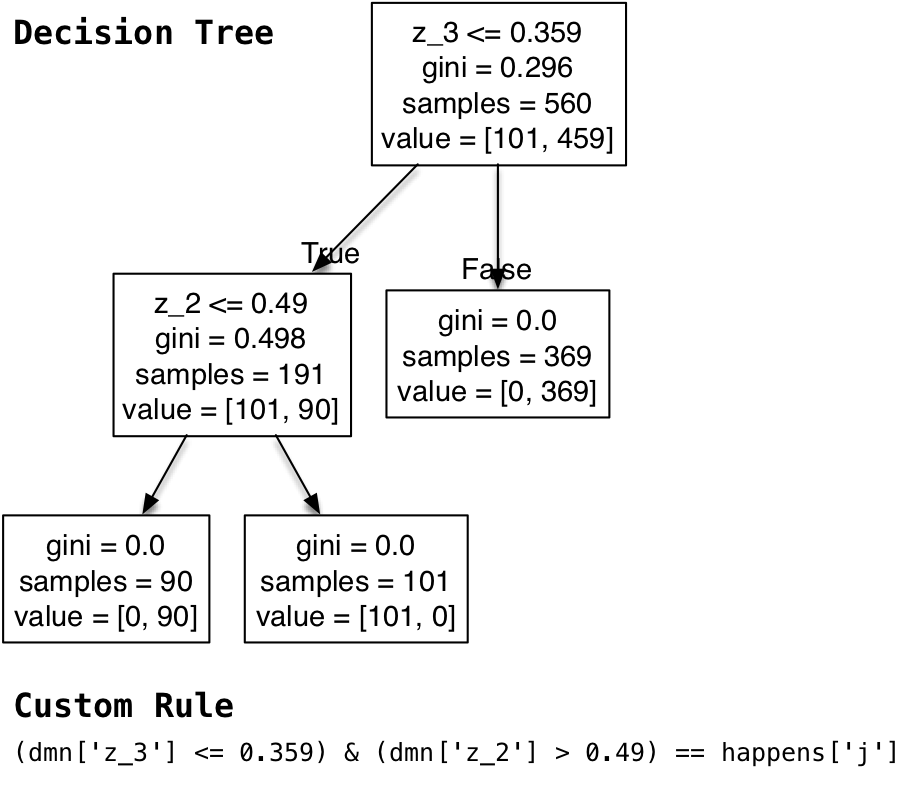 Decision Tree
z_3 <= 0.359
gini = 0.296
samples = 560
value = [101, 459]
True
False
z_2 <= 0.49
gini = 0.498
samples = 191
value = [101, 90]
gini = 0.0
samples = 369
value = [0, 369]
gini = 0.0
samples = 90
value = [0, 90]
gini = 0.0
samples = 101
value = [101, 0]
Custom Rule
(dmn['z_3'] <= 0.359) & (dmn['z_2'] > 0.49) == happens['j']